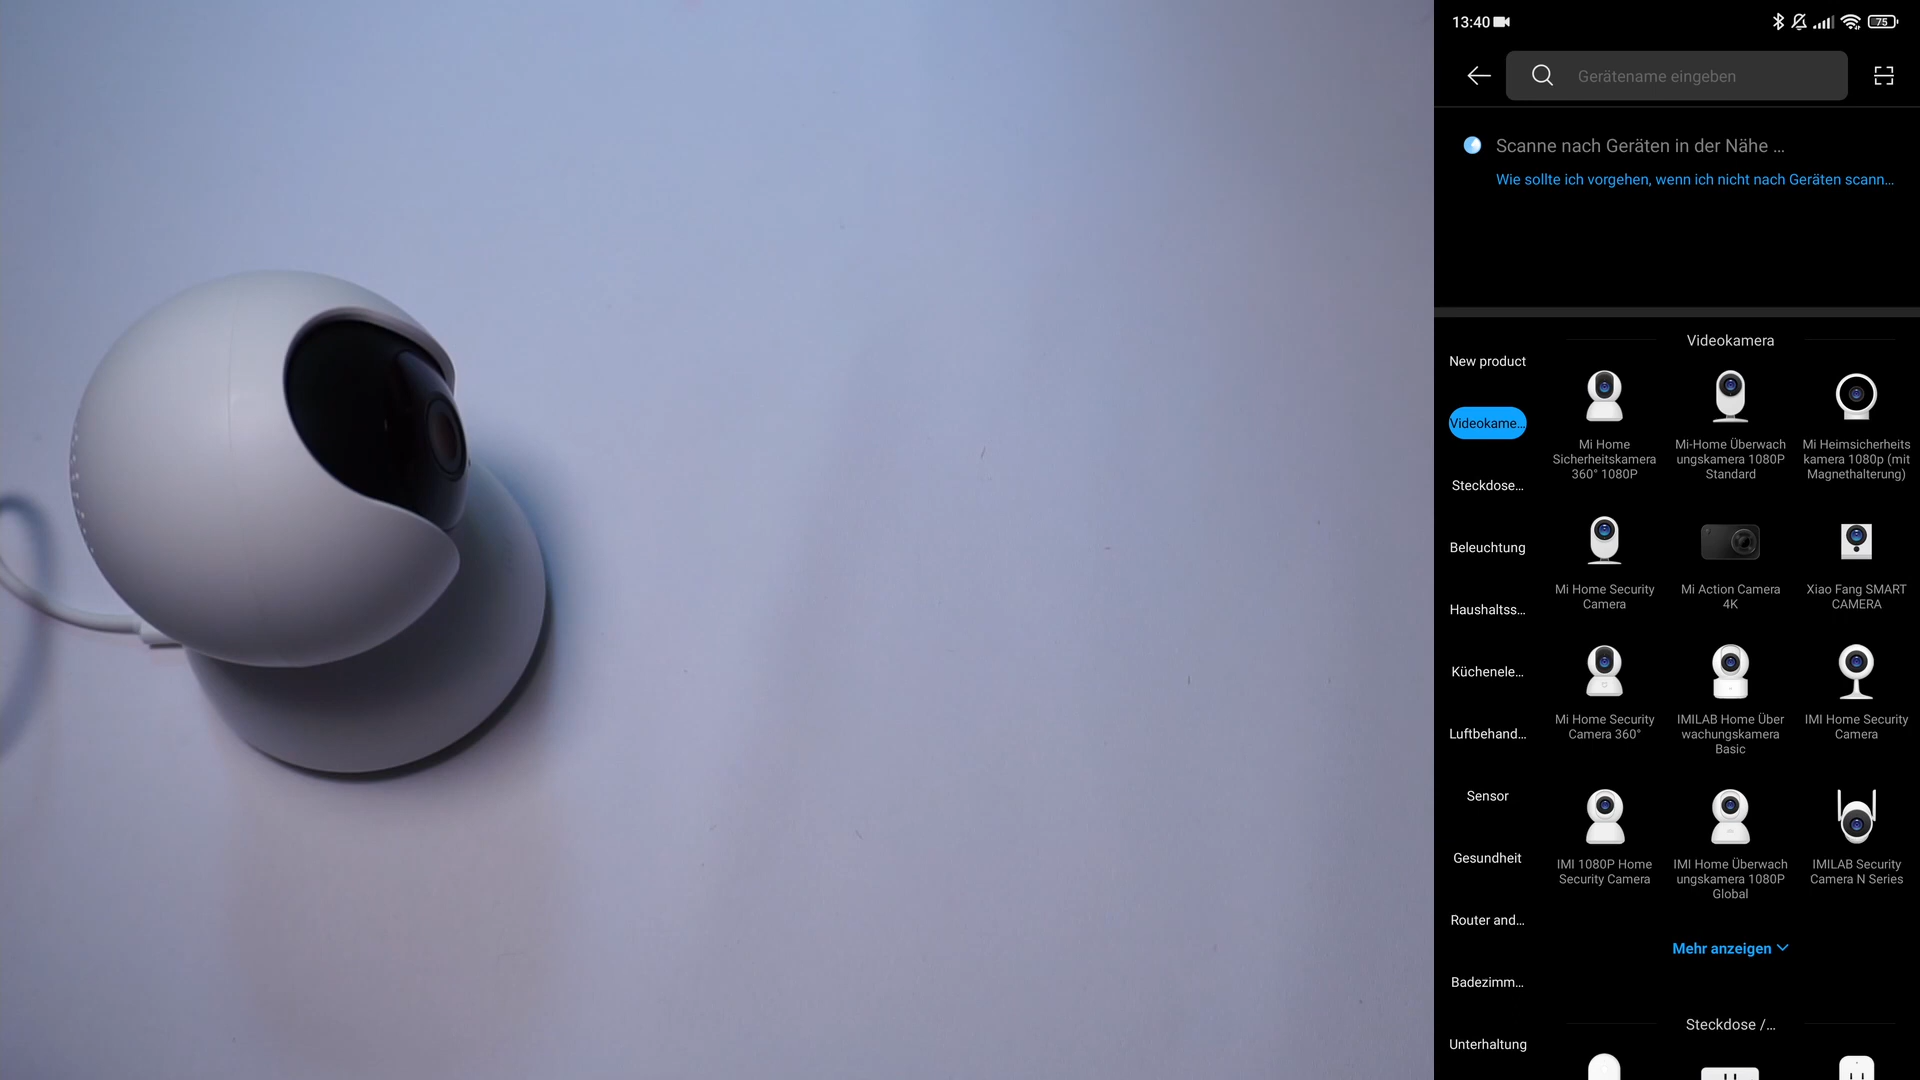 13:40
75
Gerätename eingeben
Scanne nach Geräten in der Nähe ...
Wie sollte ich vorgehen, wenn ich nicht nach Geräten scann...
New product
Videokame...
Steckdose...
Beleuchtung
Haushaltss...
Küchenele...
Luftbehand...
Sensor
Gesundheit
Router and...
Badezimm...
Unterhaltung
Videokamera
Mi Home
Sicherheitskamera
360° 1080P
Mi-Home Überwach
ungskamera 1080P
Standard
Mi Heimsicherheits
kamera 1080p (mit
Magnethalterung)
Mi Home Security
Camera
Mi Action Camera
4K
Xiao Fang SMART
CAMERA
Mi Home Security
Camera 360°
IMILAB Home Über
wachungskamera
Basic
IMI Home Security
Camera
IMI 1080P Home
Security Camera
IMI Home Überwach
ungskamera 1080P
Global
IMILAB Security
Camera N Series
Mehr anzeigen
Steckdose /...